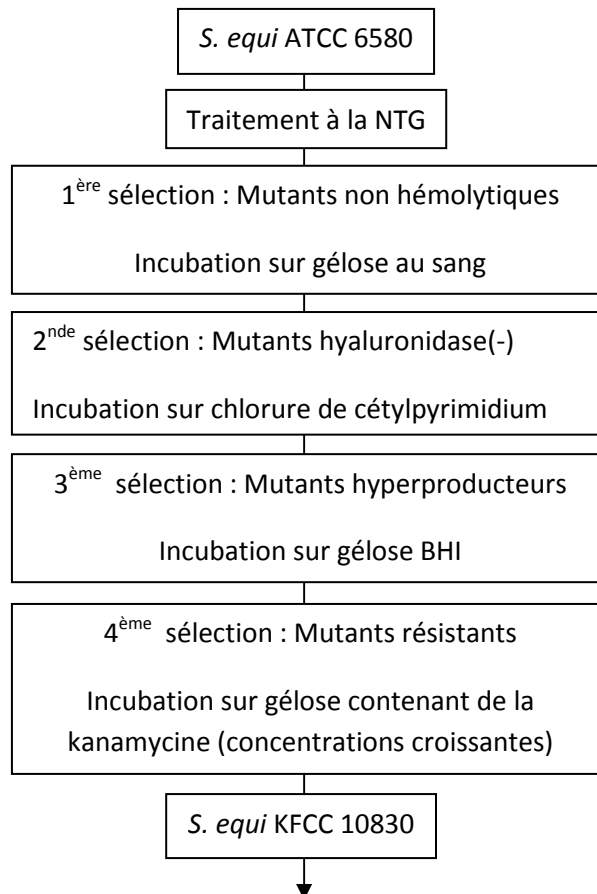 S. equi ATCC 6580
Traitement à la NTG
1ère sélection : Mutants non hémolytiques
Incubation sur gélose au sang
2nde sélection : Mutants hyaluronidase(-)
Incubation sur chlorure de cétylpyrimidium
3ème sélection : Mutants hyperproducteurs
Incubation sur gélose BHI
4ème sélection : Mutants résistants
Incubation sur gélose contenant de la
kanamycine (concentrations croissantes)
S. equi KFCC 10830